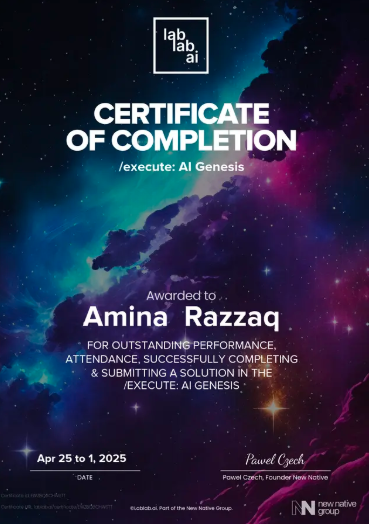 lab
lab
ai
CERTIFICATE
OF COMPLETION
/execute: AI Genesis
Awarded to
Amina Razzaq
FOR OUTSTANDING PERFORMANCE,
ATTENDANCE, SUCCESSFULLY COMPLETING
& SUBMITTING A SOLUTION IN THE
/EXECUTE: AI GENESIS
Apr 25 to 1, 2025
DATE
Pawel Czech
Pawel Czech, Founder New Native
©Lablab.ai. Part of the New Native Group.
new native
group